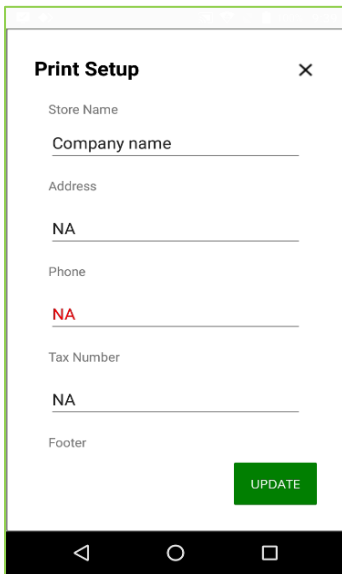 Print Setup
Store Name
Company name
Address
NA
Phone
NA
Tax Number
NA
Footer
UPDATE